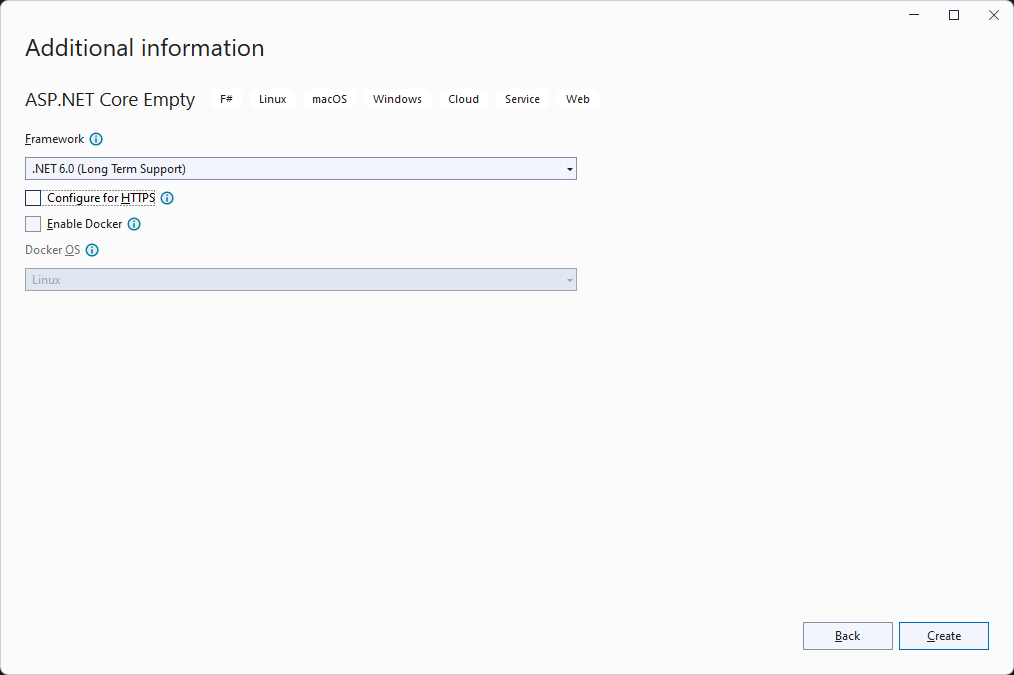 Additional information
ASP.NET Core Empty F# Linux macOS Windows Cloud Service Web
Framework
.NET 6.0 (Long Term Support)
Configure for HTTPS
Enable Docker
Docker OS
Linux
Back Create